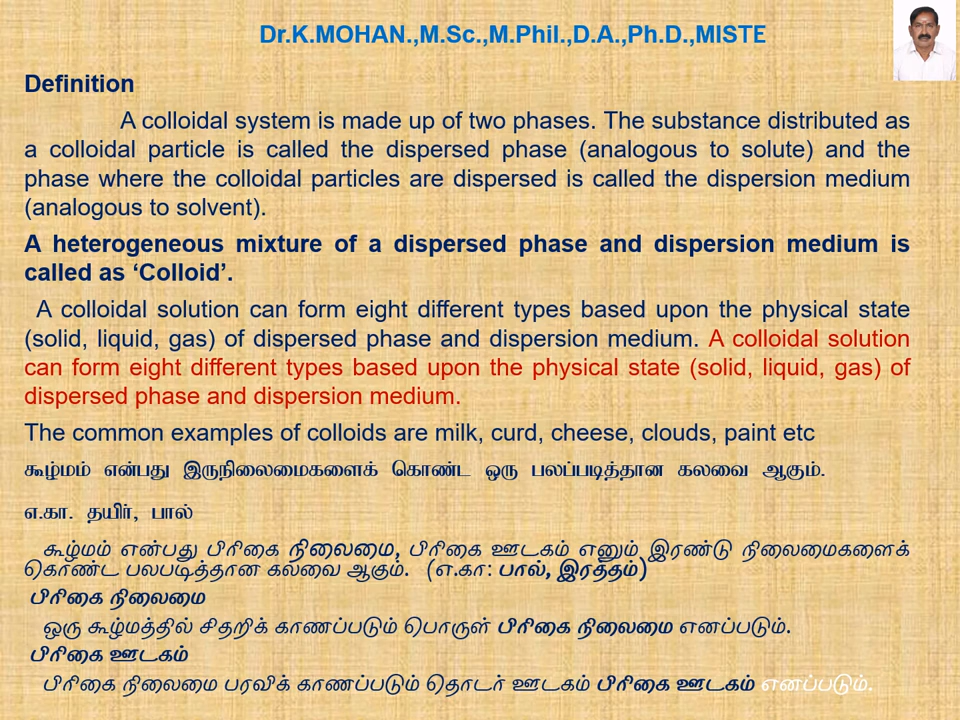 Dr.K.MOHAN.,M.Sc.,M.Phil.,D.A.,Ph.D.,MISTE
Definition
A colloidal system is made up of two phases. The substance distributed as
a colloidal particle is called the dispersed phase (analogous to solute) and the
phase where the colloidal particles are dispersed is called the dispersion medium
(analogous to solvent).
A heterogeneous mixture of a dispersed phase and dispersion medium is
called as ‘Colloid’.
A colloidal solution can form eight different types based upon the physical state
(solid, liquid, gas) of dispersed phase and dispersion medium. A colloidal solution
can form eight different types based upon the physical state (solid, liquid, gas) of
dispersed phase and dispersion medium.
The common examples of colloids are milk, curd, cheese, clouds, paint etc
கூழ்மம் என்பது இருநிலைமைகளைக் கொண்ட ஒரு பலப்படித்தான கலவை ஆகும்.
எ.கா. தயிர், பால்
கூழ்மம் என்பது பிரிகை நிலைமை, பிரிகை ஊடகம் எனும் இரண்டு நிலைமைகளைக்
கொண்ட பலபடித்தான கலவை ஆகும். (எ.கா: பால், இரத்தம்)
பிரிகை நிலைமை
ஒரு கூழ்மத்தில் சிதறிக் காணப்படும் பொருள் பிரிகை நிலைமை எனப்படும்.
பிரிகை ஊடகம்
பிரிகை நிலைமை பரவிக் காணப்படும் தொடர் ஊடகம் பிரிகை ஊடகம் எனப்படும்.